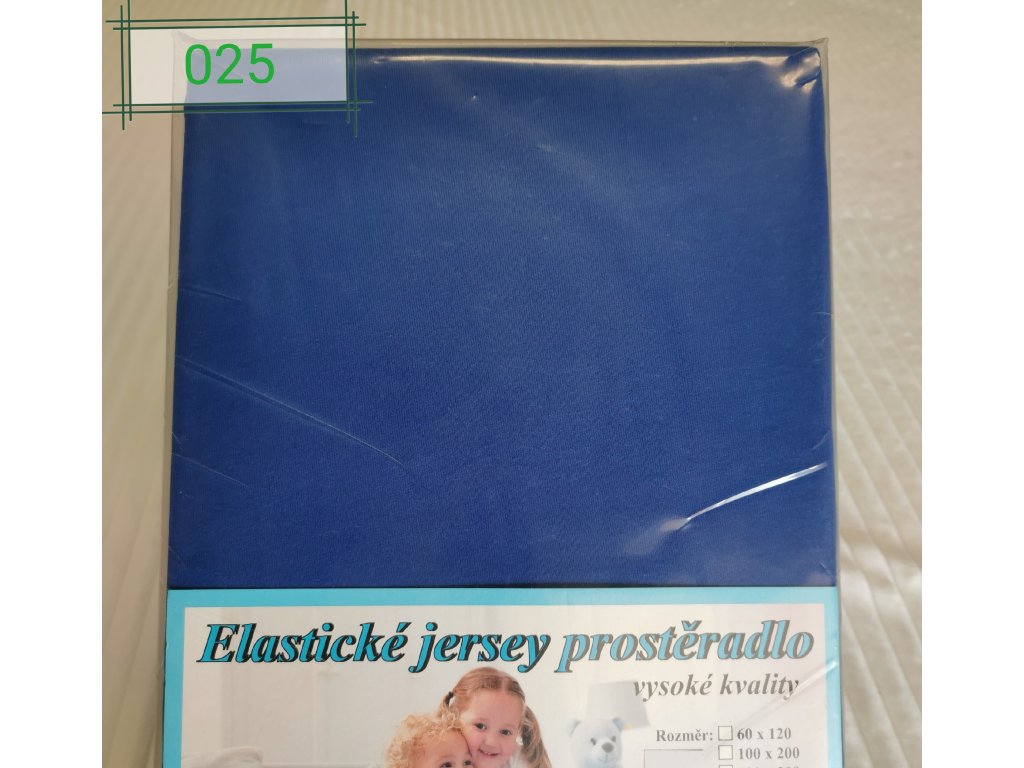 025
Elastické jersey prostěradlo
vysoké kvality
Rozměr: 60 x 120
100 x 200